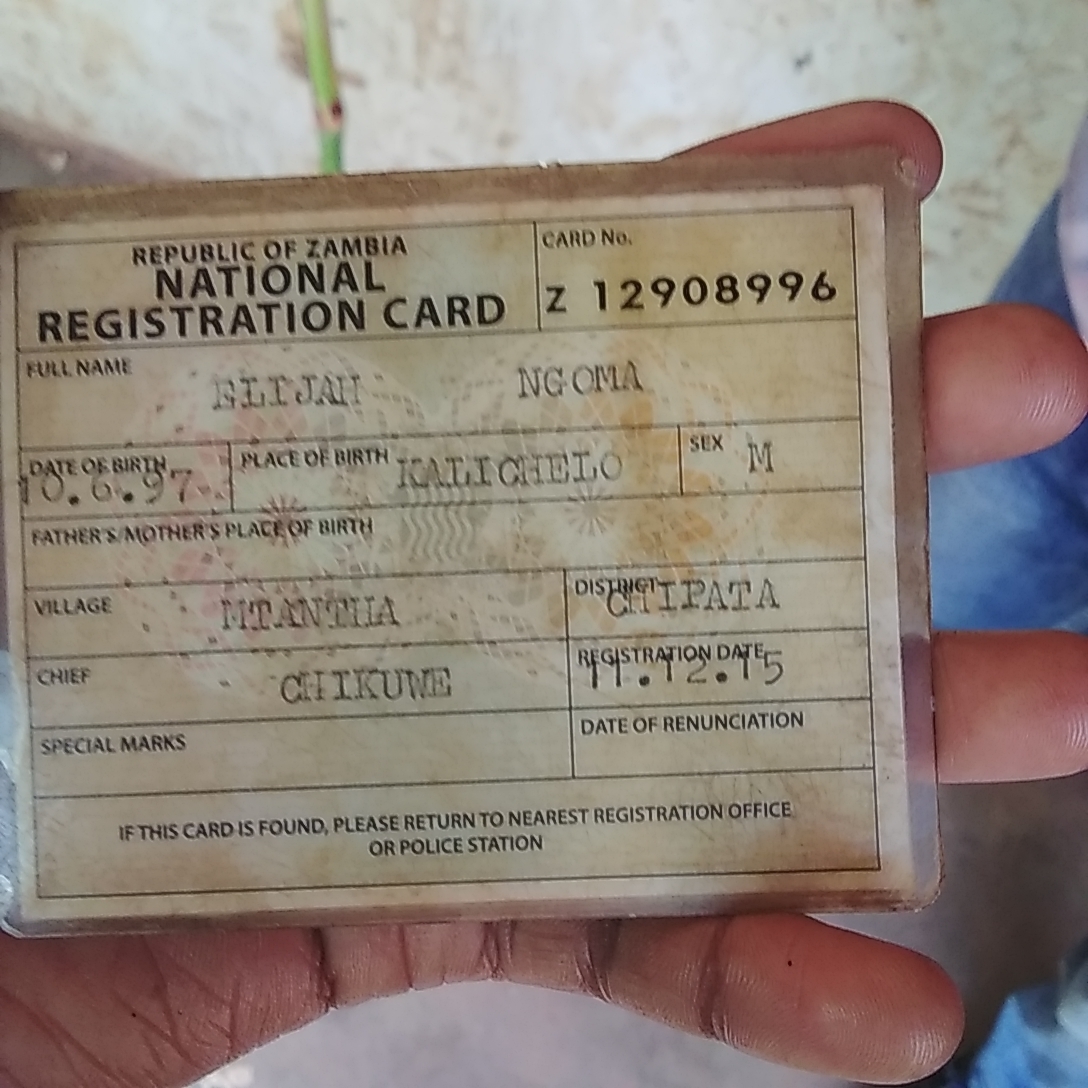 REPUBLIC OF ZAMBIA
NATIONAL
REGISTRATION CARD
CARD No.
Z 12908996
FULL NAME
ELIJAH NGOMA
DATE OF BIRTH
10.6.97
PLACE OF BIRTH KALICHELO
SEX M
FATHER'S/MOTHER'S PLACE OF BIRTH
VILLAGE MTANTHA
DISTRICT CHIPATA
CHIEF CHIKUWE
REGISTRATION DATE
11.12.15
SPECIAL MARKS
DATE OF RENUNCIATION
IF THIS CARD IS FOUND, PLEASE RETURN TO NEAREST REGISTRATION OFFICE
OR POLICE STATION